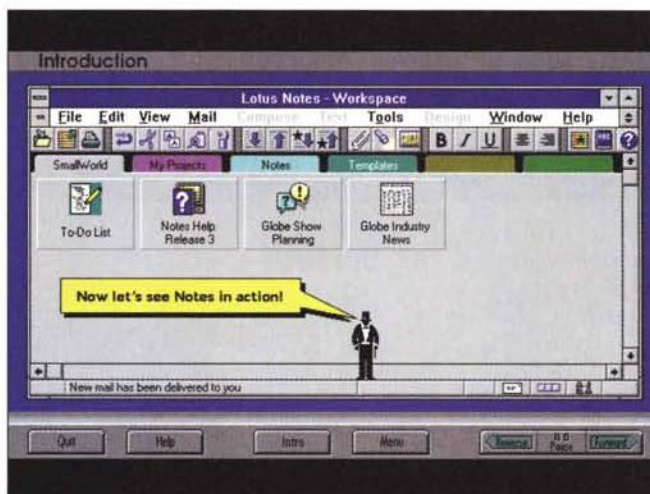 Introduction
Lotus Notes - Workspace
File Edit View Mail Compose Text Tools Design Window Help
B I U
SmallWorld My Projects Notes Templates
To-Do List
Notes Help
Release 3
Globe Show
Planning
Globe Industry
News
Now let's see Notes in action!
New mail has been delivered to you
Quit Help Intro Menu Reverse Pause Forward